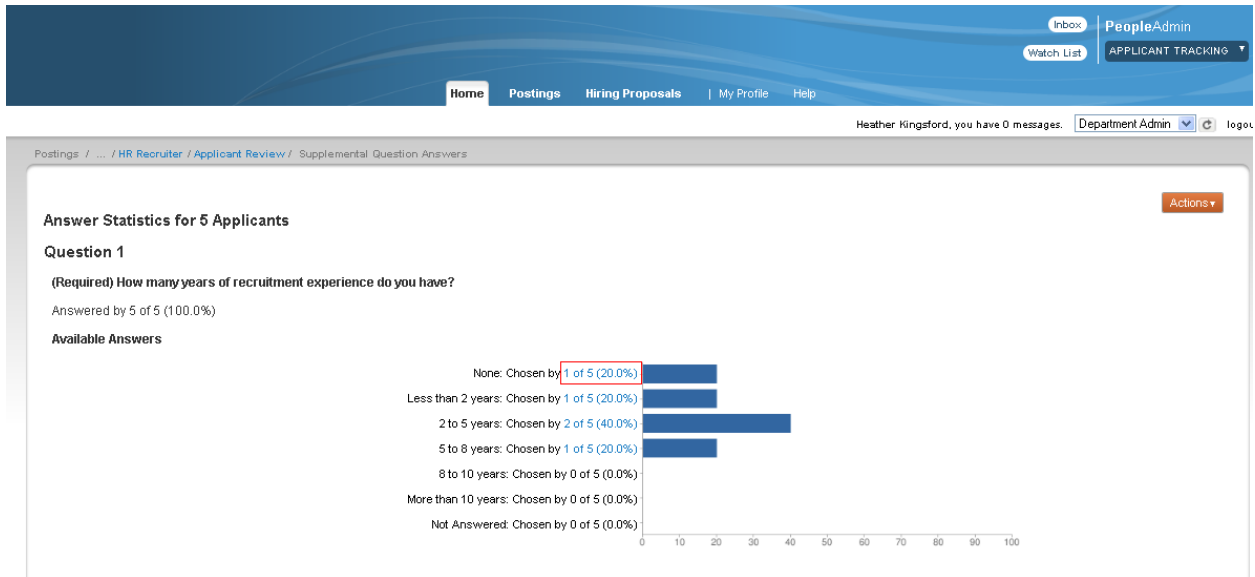 Inbox
PeopleAdmin
Watch List
APPLICANT TRACKING
Home Postings Hiring Proposals | My Profile Help
Heather Kingsford, you have 0 messages. Department Admin logou
Postings / ... / HR Recruiter / Applicant Review / Supplemental Question Answers
Actions
Answer Statistics for 5 Applicants
Question 1
(Required) How many years of recruitment experience do you have?
Answered by 5 of 5 (100.0%)
Available Answers
None: Chosen by 1 of 5 (20.0%)
Less than 2 years: Chosen by 1 of 5 (20.0%)
2 to 5 years: Chosen by 2 of 5 (40.0%)
5 to 8 years: Chosen by 1 of 5 (20.0%)
8 to 10 years: Chosen by 0 of 5 (0.0%)
More than 10 years: Chosen by 0 of 5 (0.0%)
Not Answered: Chosen by 0 of 5 (0.0%)
0 10 20 30 40 50 60 70 80 90 100